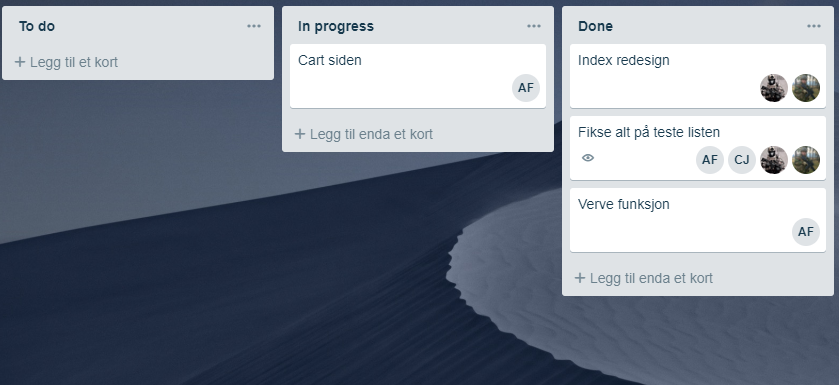 To do
+ Legg til et kort
In progress
Cart siden
AF
+ Legg til enda et kort
Done
Index redesign
Fikse alt på teste listen
AF CJ
Verve funksjon
AF
+ Legg til enda et kort